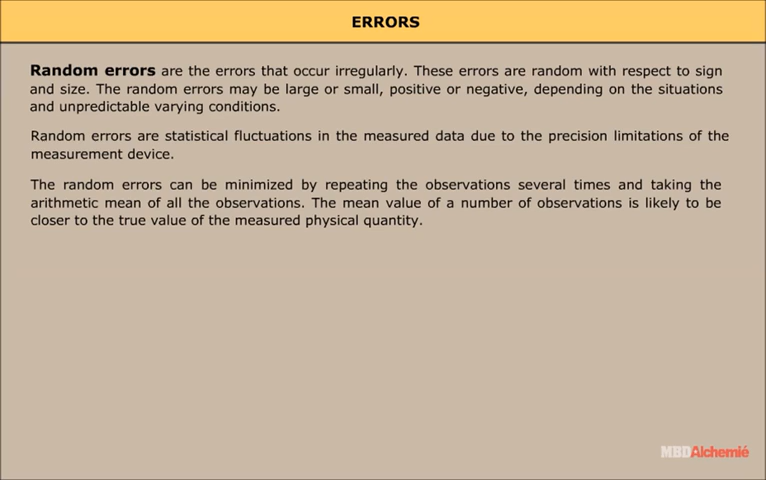 ERRORS
Random errors are the errors that occur irregularly. These errors are random with respect to sign
and size. The random errors may be large or small, positive or negative, depending on the situations
and unpredictable varying conditions.
Random errors are statistical fluctuations in the measured data due to the precision limitations of the
measurement device.
The random errors can be minimized by repeating the observations several times and taking the
arithmetic mean of all the observations. The mean value of a number of observations is likely to be
closer to the true value of the measured physical quantity.
MBDAlchemié